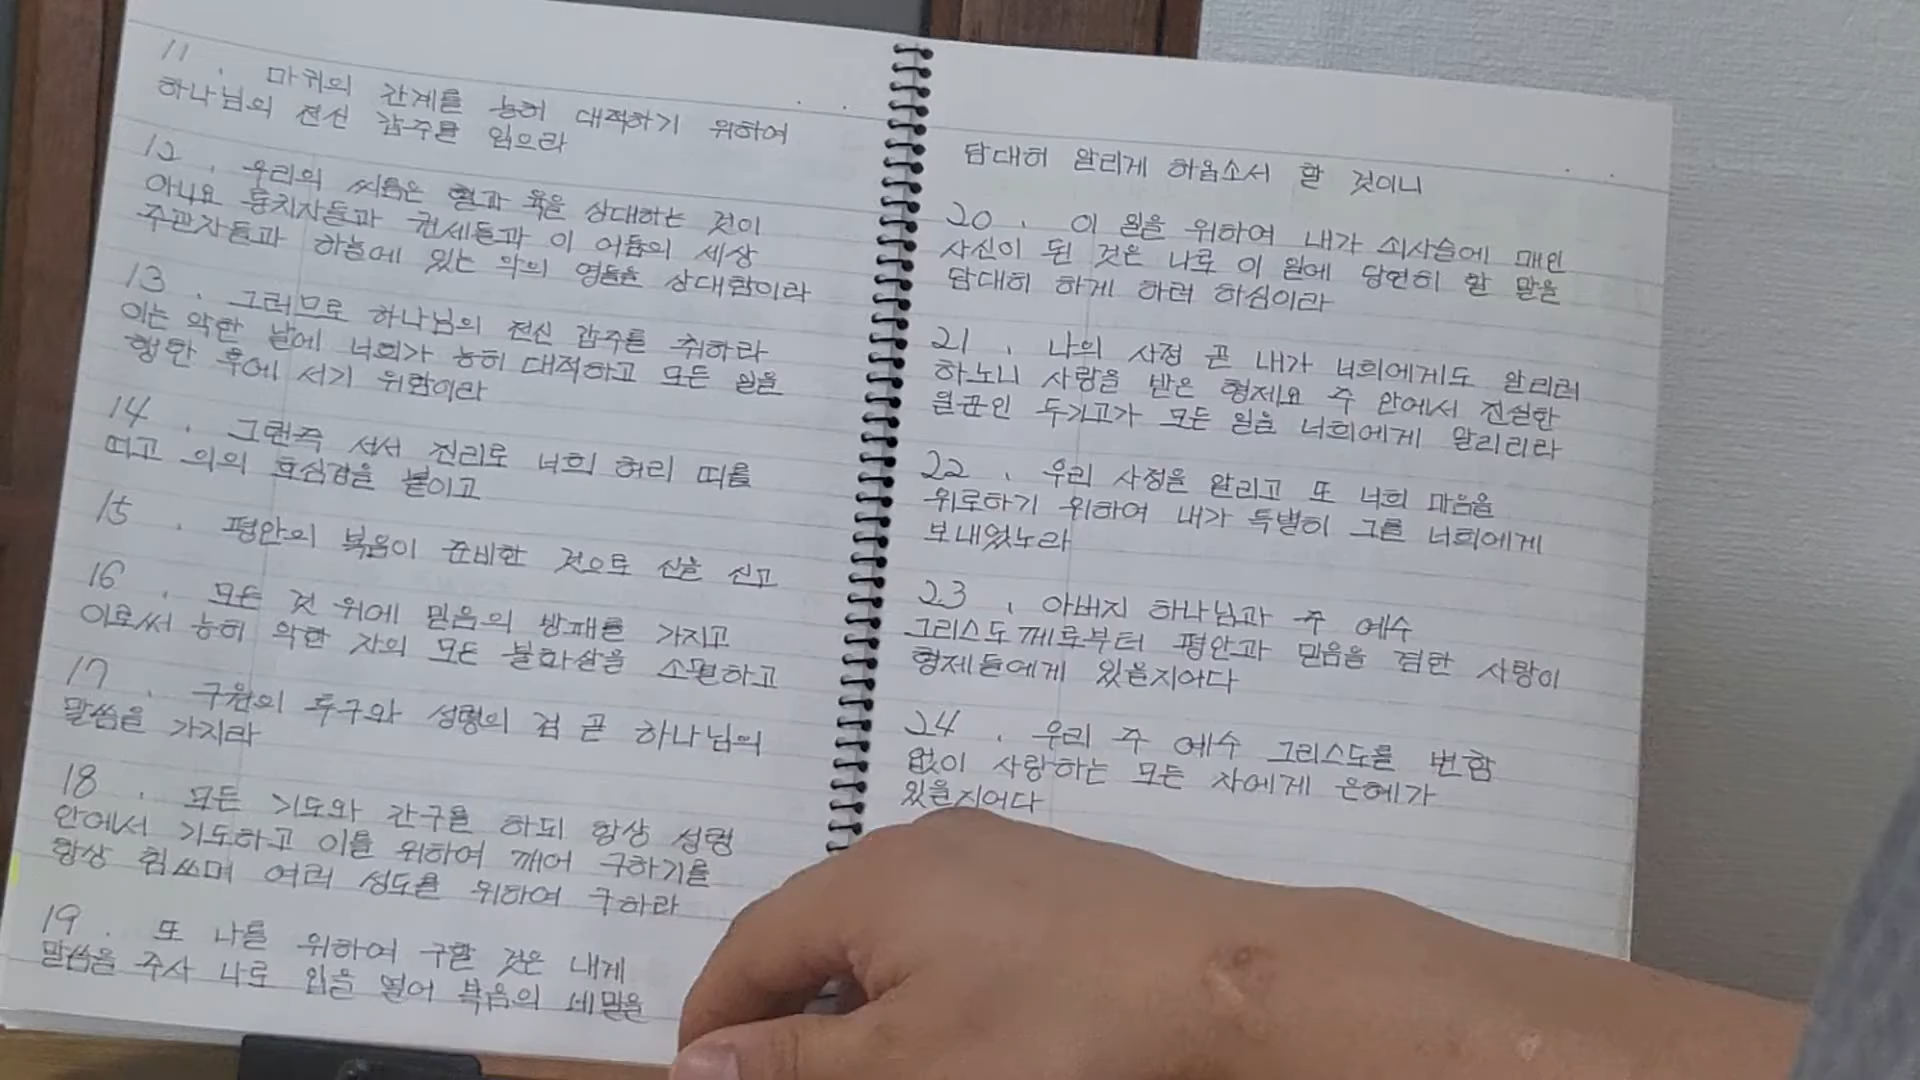 11. 마귀의 간계를 능히 대적하기 위하여
하나님의 전신 갑주를 입으라
12. 우리의 씨름은 혈과 육을 상대하는 것이
아니요 통치자들과 권세들과 이 어둠의 세상
주관자들과 하늘에 있는 악의 영들을 상대함이라
13. 그러므로 하나님의 전신 갑주를 취하라
이는 악한 날에 너희가 능히 대적하고 모든 일을
행한 후에 서기 위함이라
14. 그런즉 서서 진리로 너희 허리 띠를
띠고 의의 호심경을 붙이고
15. 평안의 복음이 준비한 것으로 신을 신고
16. 모든 것 위에 믿음의 방패를 가지고
이로써 능히 악한 자의 모든 불화살을 소멸하고
17. 구원의 투구와 성령의 검 곧 하나님의
말씀을 가지라
18. 모든 기도와 간구를 하되 항상 성령
안에서 기도하고 이를 위하여 깨어 구하기를
항상 힘쓰며 여러 성도를 위하여 구하라
19. 또 나를 위하여 구할 것은 내게
말씀을 주사 나로 입을 열어 복음의 비밀을
담대히 알리게 하옵소서 할 것이니
20. 이 일을 위하여 내가 쇠사슬에 매인
사신이 된 것은 나로 이 일에 당연히 할 말을
담대히 하게 하려 하심이라
21. 나의 사정 곧 내가 너희에게도 알리려
하노니 사랑을 받은 형제요 주 안에서 진실한
일꾼인 두기고가 모든 일을 너희에게 알리리라
22. 우리 사정을 알리고 또 너희 마음을
위로하기 위하여 내가 특별히 그를 너희에게
보내었노라
23. 아버지 하나님과 주 예수
그리스도께로부터 평안과 믿음을 겸한 사랑이
형제들에게 있을지어다
24. 우리 주 예수 그리스도를 변함
없이 사랑하는 모든 자에게 은혜가
있을지어다